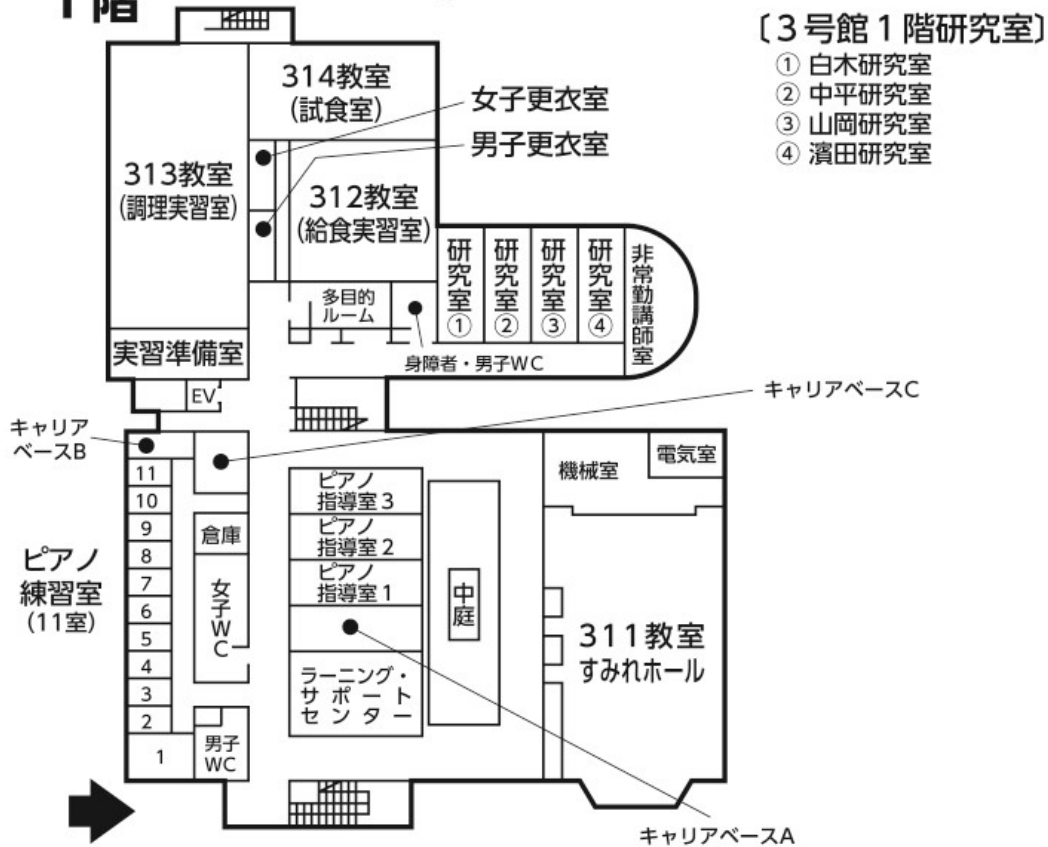 1階
〔3号館1階研究室〕
① 白木研究室
② 中平研究室
③ 山岡研究室
④ 濱田研究室
314教室
(試食室)
女子更衣室
男子更衣室
313教室
(調理実習室)
312教室
(給食実習室)
研究室①
研究室②
研究室③
研究室④
非常勤講師室
多目的
ルーム
実習準備室
身障者・男子WC
EV
キャリアベースC
キャリア
ベースB
電気室
機械室
11
10
9
8
7
6
5
4
3
2
1
ピアノ
練習室
(11室)
倉庫
女子WC
男子
WC
ピアノ
指導室3
ピアノ
指導室2
ピアノ
指導室1
中庭
311教室
すみれホール
ラーニング・
サポート
センター
キャリアベースA